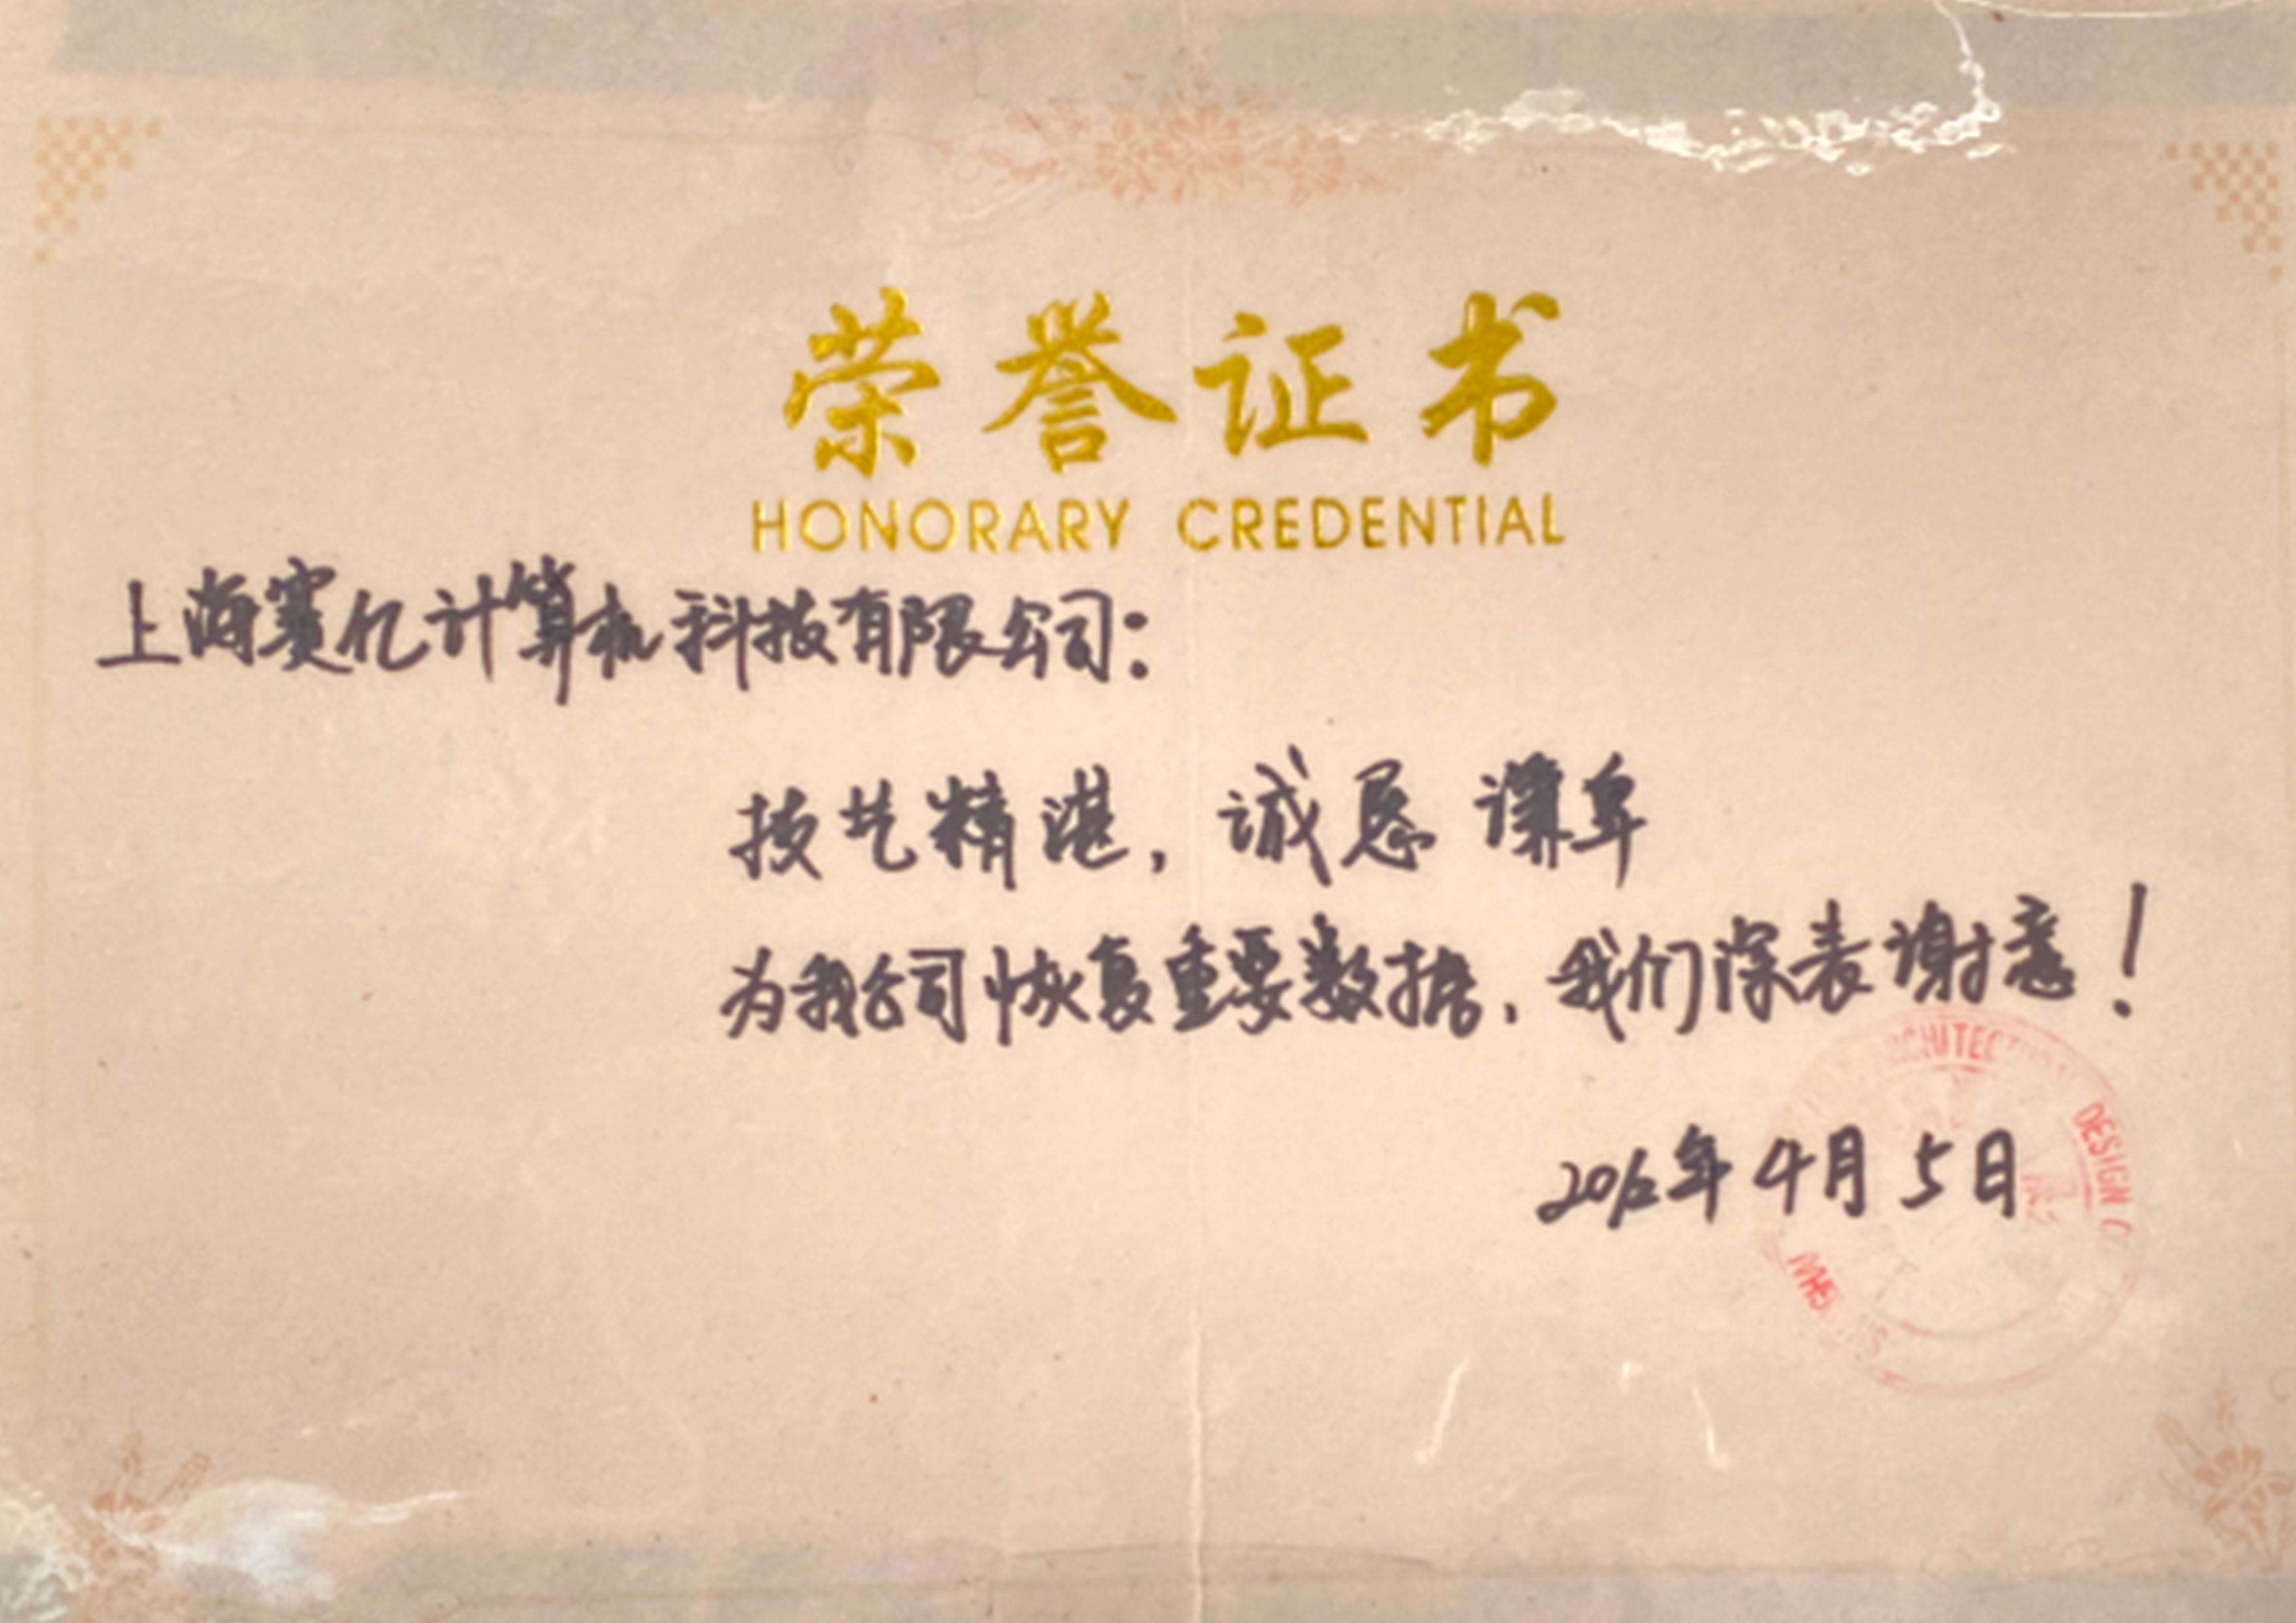 荣誉证书
HONORARY CREDENTIAL
上海赛亿计算机科技有限公司：
技艺精湛，诚恳谦卑
为我公司恢复重要数据，我们深表谢意！
ARCHITEC
DESIGN
年4月5日